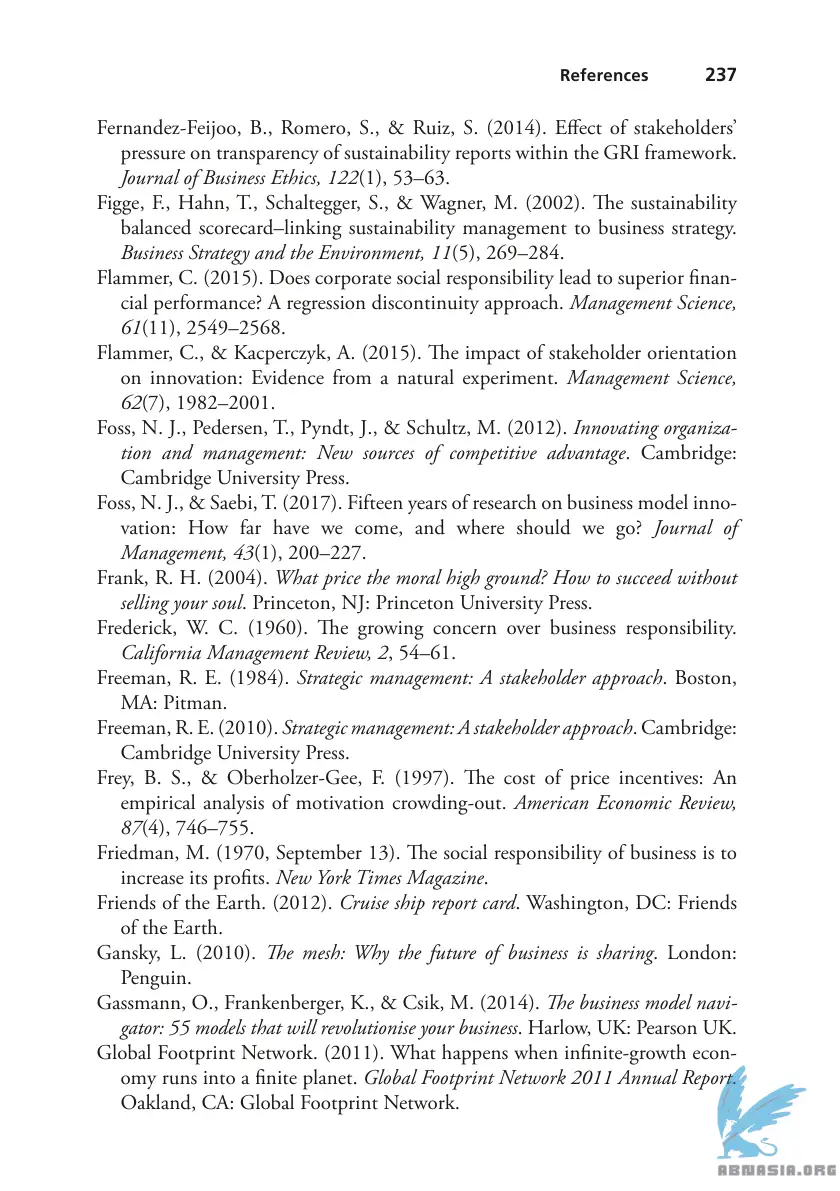 References 237
Fernandez-Feijoo, B., Romero, S., & Ruiz, S. (2014). Effect of stakeholders’
pressure on transparency of sustainability reports within the GRI framework.
Journal of Business Ethics, 122(1), 53–63.
Figge, F., Hahn, T., Schaltegger, S., & Wagner, M. (2002). The sustainability
balanced scorecard–linking sustainability management to business strategy.
Business Strategy and the Environment, 11(5), 269–284.
Flammer, C. (2015). Does corporate social responsibility lead to superior finan-
cial performance? A regression discontinuity approach. Management Science,
61(11), 2549–2568.
Flammer, C., & Kacperczyk, A. (2015). The impact of stakeholder orientation
on innovation: Evidence from a natural experiment. Management Science,
62(7), 1982–2001.
Foss, N. J., Pedersen, T., Pyndt, J., & Schultz, M. (2012). Innovating organiza-
tion and management: New sources of competitive advantage. Cambridge:
Cambridge University Press.
Foss, N. J., & Saebi, T. (2017). Fifteen years of research on business model inno-
vation: How far have we come, and where should we go? Journal of
Management, 43(1), 200–227.
Frank, R. H. (2004). What price the moral high ground? How to succeed without
selling your soul. Princeton, NJ: Princeton University Press.
Frederick, W. C. (1960). The growing concern over business responsibility.
California Management Review, 2, 54–61.
Freeman, R. E. (1984). Strategic management: A stakeholder approach. Boston,
MA: Pitman.
Freeman, R. E. (2010). Strategic management: A stakeholder approach. Cambridge:
Cambridge University Press.
Frey, B. S., & Oberholzer-Gee, F. (1997). The cost of price incentives: An
empirical analysis of motivation crowding-out. American Economic Review,
87(4), 746–755.
Friedman, M. (1970, September 13). The social responsibility of business is to
increase its profits. New York Times Magazine.
Friends of the Earth. (2012). Cruise ship report card. Washington, DC: Friends
of the Earth.
Gansky, L. (2010). The mesh: Why the future of business is sharing. London:
Penguin.
Gassmann, O., Frankenberger, K., & Csik, M. (2014). The business model navi-
gator: 55 models that will revolutionise your business. Harlow, UK: Pearson UK.
Global Footprint Network. (2011). What happens when infinite-growth econ-
omy runs into a finite planet. Global Footprint Network 2011 Annual Report.
Oakland, CA: Global Footprint Network.
ABNASIA.ORG